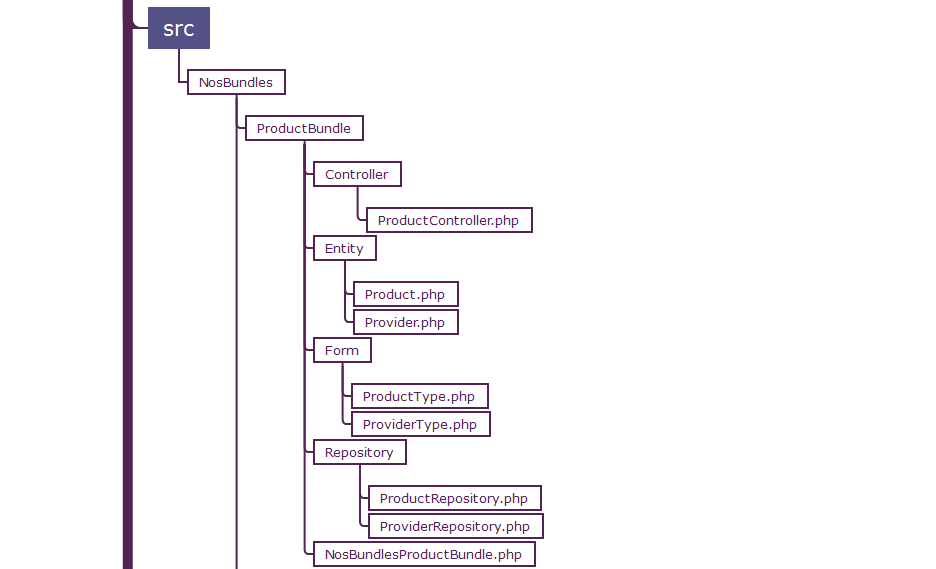 src
NosBundles
ProductBundle
Controller
ProductController.php
Entity
Product.php
Provider.php
Form
ProductType.php
ProviderType.php
Repository
ProductRepository.php
ProviderRepository.php
NosBundlesProductBundle.php